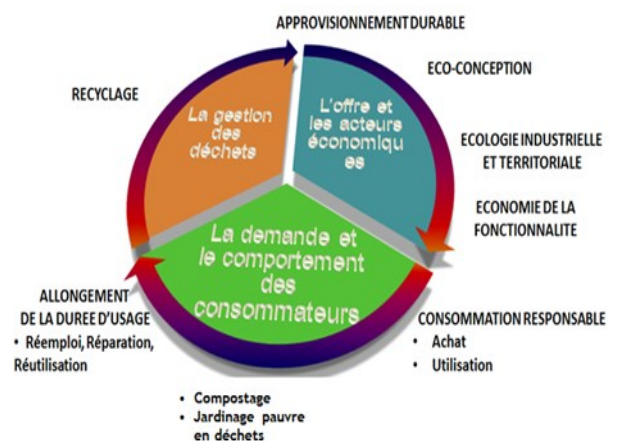 APPROVISIONNEMENT DURABLE
ECO-CONCEPTION
RECYCLAGE
La gestion
des
déchets
L'offre et
les acteurs
économiqu
es
ECOLOGIE INDUSTRIELLE
ET TERRITORIALE
ECONOMIE DE LA
FONCTIONNALITE
La demande et
le comportement
des
consommateurs
ALLONGEMENT
DE LA DUREE D'USAGE
• Réemploi, Réparation,
Réutilisation
CONSOMMATION RESPONSABLE
• Achat
• Utilisation
• Compostage
• Jardinage pauvre
en déchets